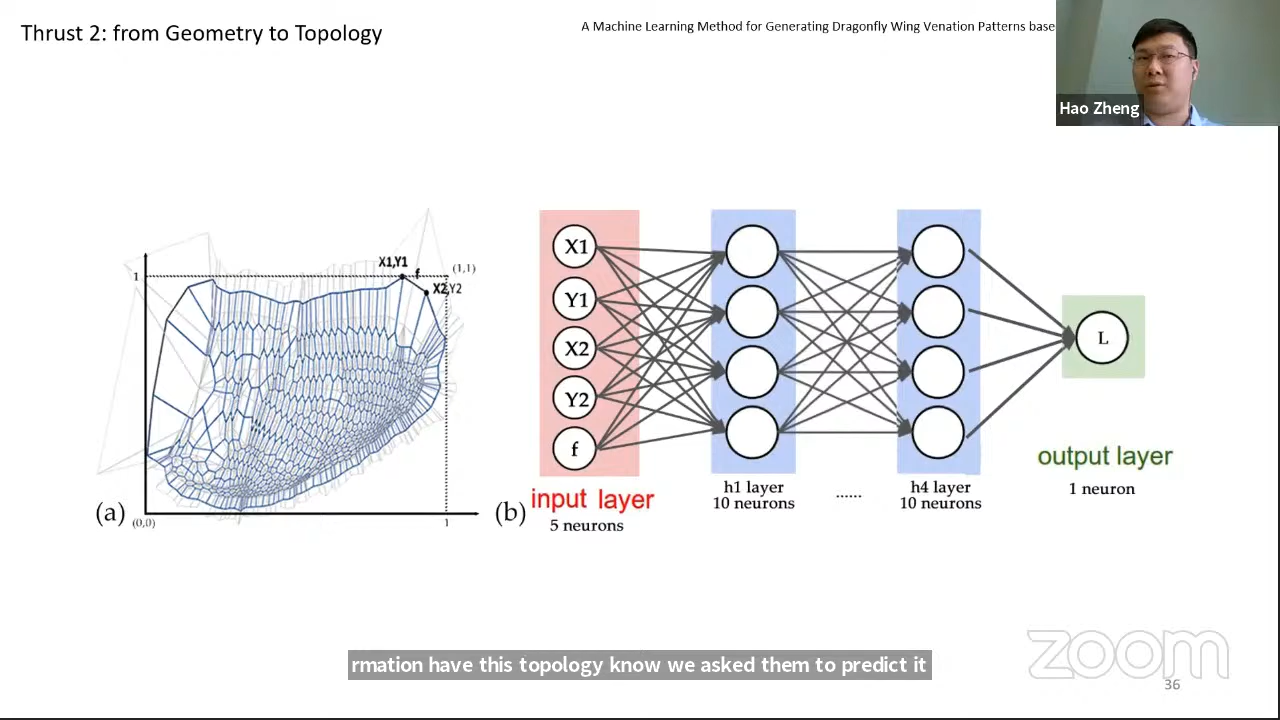 Thrust 2: from Geometry to Topology
A Machine Learning Method for Generating Dragonfly Wing Venation Patterns base
Hao Zheng
1
X1,Y1
f
(1,1)
X2,Y2
(a)
(0,0)
1
X1
Y1
X2
Y2
f
L
(b)
input layer
5 neurons
h1 layer
10 neurons
......
h4 layer
10 neurons
output layer
1 neuron
rmation have this topology know we asked them to predict it
zoom
36